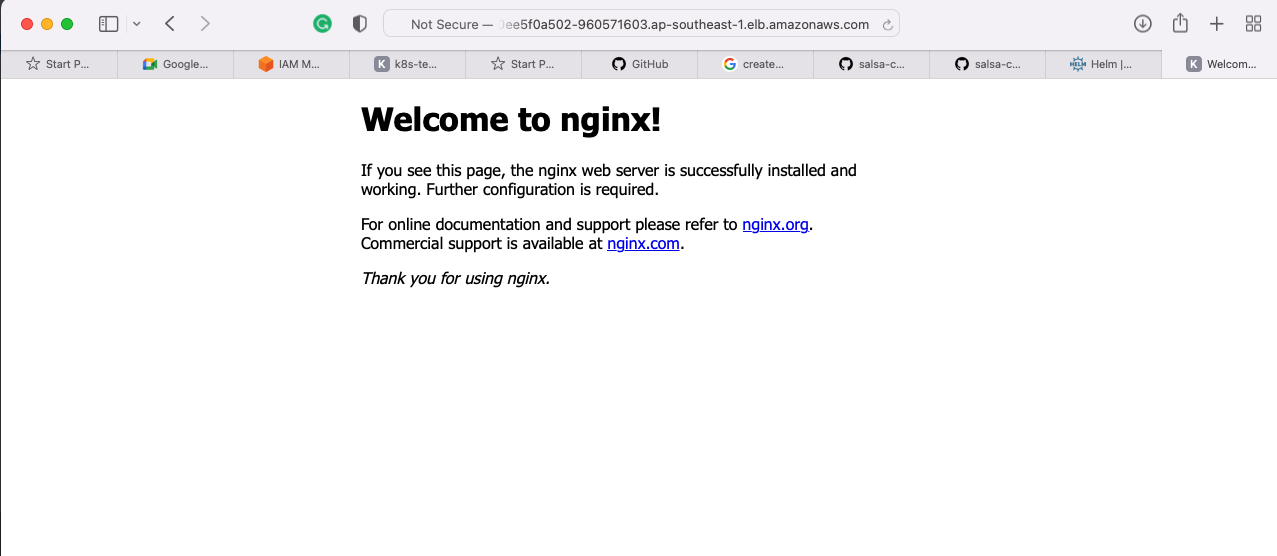 Not Secure — 0ee5f0a502-960571603.ap-southeast-1.elb.amazonaws.com
Start P... Google... IAM M... k8s-te... Start P... GitHub create... salsa-c... salsa-c... HELM Helm |... Welcom...
Welcome to nginx!
If you see this page, the nginx web server is successfully installed and
working. Further configuration is required.
For online documentation and support please refer to nginx.org.
Commercial support is available at nginx.com.
Thank you for using nginx.